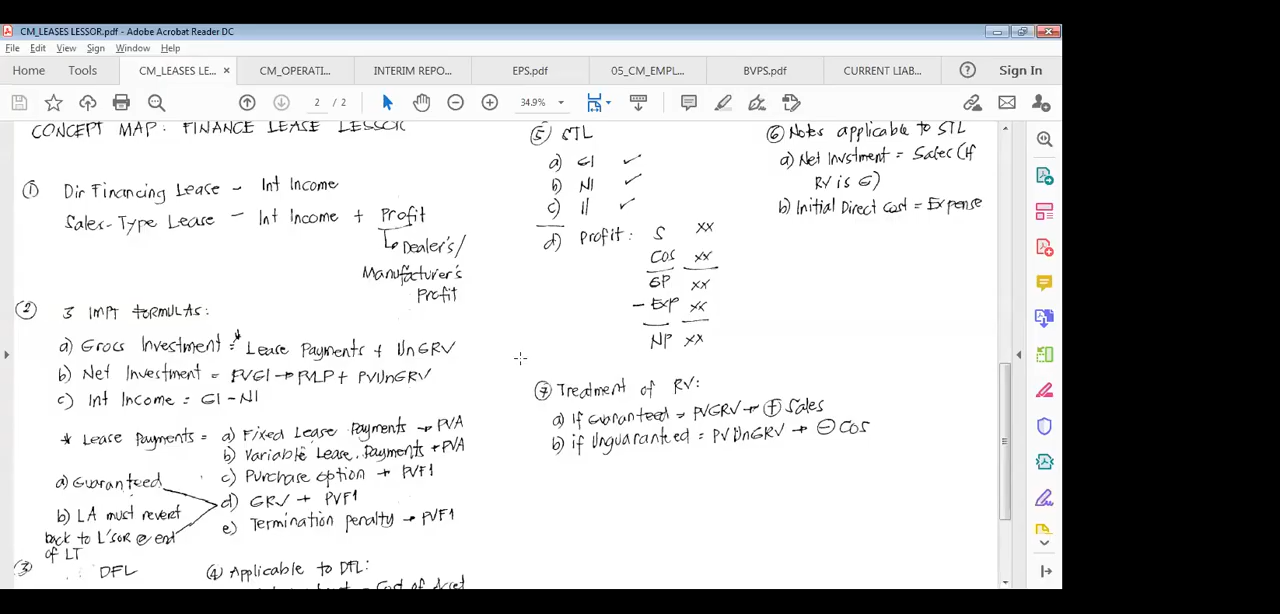 CM_LEASES LESSOR.pdf - Adobe Acrobat Reader DC
File Edit View Sign Window Help
Home Tools CM_LEASES LE... × CM_OPERATI... INTERIM REPO... EPS.pdf 05_CM_EMPL... BVPS.pdf CURRENT LIAB... Sign In
2 / 2 34.9%
CONCEPT MAP: FINANCE LEASE LESSOR
① Dir Financing Lease - Int Income
Sales-Type Lease - Int Income + Profit
Dealer's/
Manufacturer's
Profit
② 3 IMPT FORMULAS:
a) Gross Investment = * Lease Payments + UnGRV
b) Net Investment = PVGI → PVLP + PVUnGRV
c) Int Income = GI - NI
* Lease Payments = a) Fixed Lease Payments → PVA
b) Variable Lease Payments → PVA
c) Purchase option → PVF1
d) GRV → PVF1
e) Termination penalty → PVF1
a) Guaranteed
b) LA must revert
back to L'SOR @ end
of LT
③ DFL
④ Applicable to DFL:
Cost of Asset
⑤ STL
a) GI ✓
b) NI ✓
c) II ✓
d) Profit: S xx
COS xx
GP xx
- EXP xx
NP xx
⑥ Notes applicable to STL
a) Net Invstment = Sales (If
RV is G)
b) Initial Direct Cost = Expense
⑦ Treatment of RV:
a) If Guaranteed = PVGRV → ⊕ Sales
b) if Unguaranteed = PVUnGRV → ⊖ COS